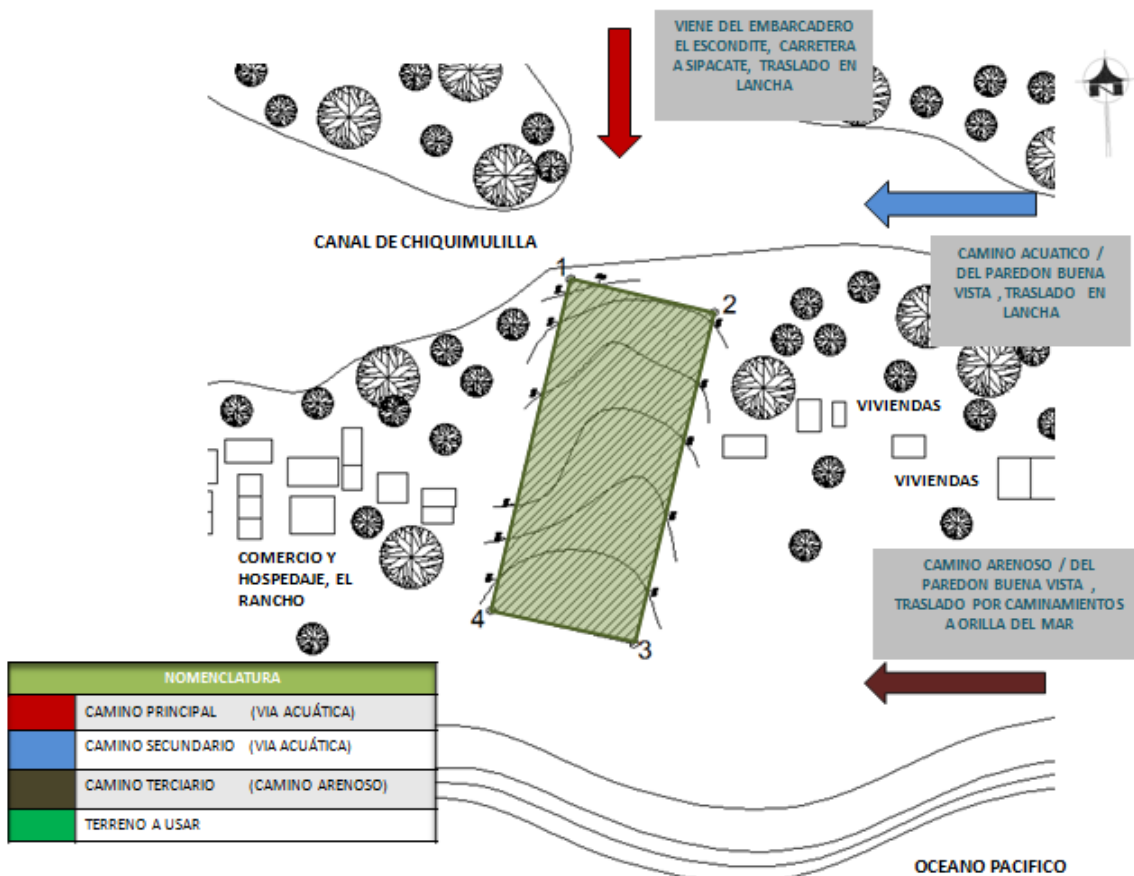 VIENE DEL EMBARCADERO
EL ESCONDITE, CARRETERA
A SIPACATE, TRASLADO EN
LANCHA
N
CANAL DE CHIQUIMULILLA
CAMINO ACUATICO /
DEL PAREDON BUENA
VISTA , TRASLADO EN
LANCHA
1
2
VIVIENDAS
VIVIENDAS
COMERCIO Y
HOSPEDAJE, EL
RANCHO
CAMINO ARENOSO / DEL
PAREDON BUENA VISTA ,
TRASLADO POR CAMINAMIENTOS
A ORILLA DEL MAR
4
3
NOMENCLATURA
CAMINO PRINCIPAL (VIA ACUÁTICA)
CAMINO SECUNDARIO (VIA ACUÁTICA)
CAMINO TERCIARIO (CAMINO ARENOSO)
TERRENO A USAR
OCEANO PACIFICO